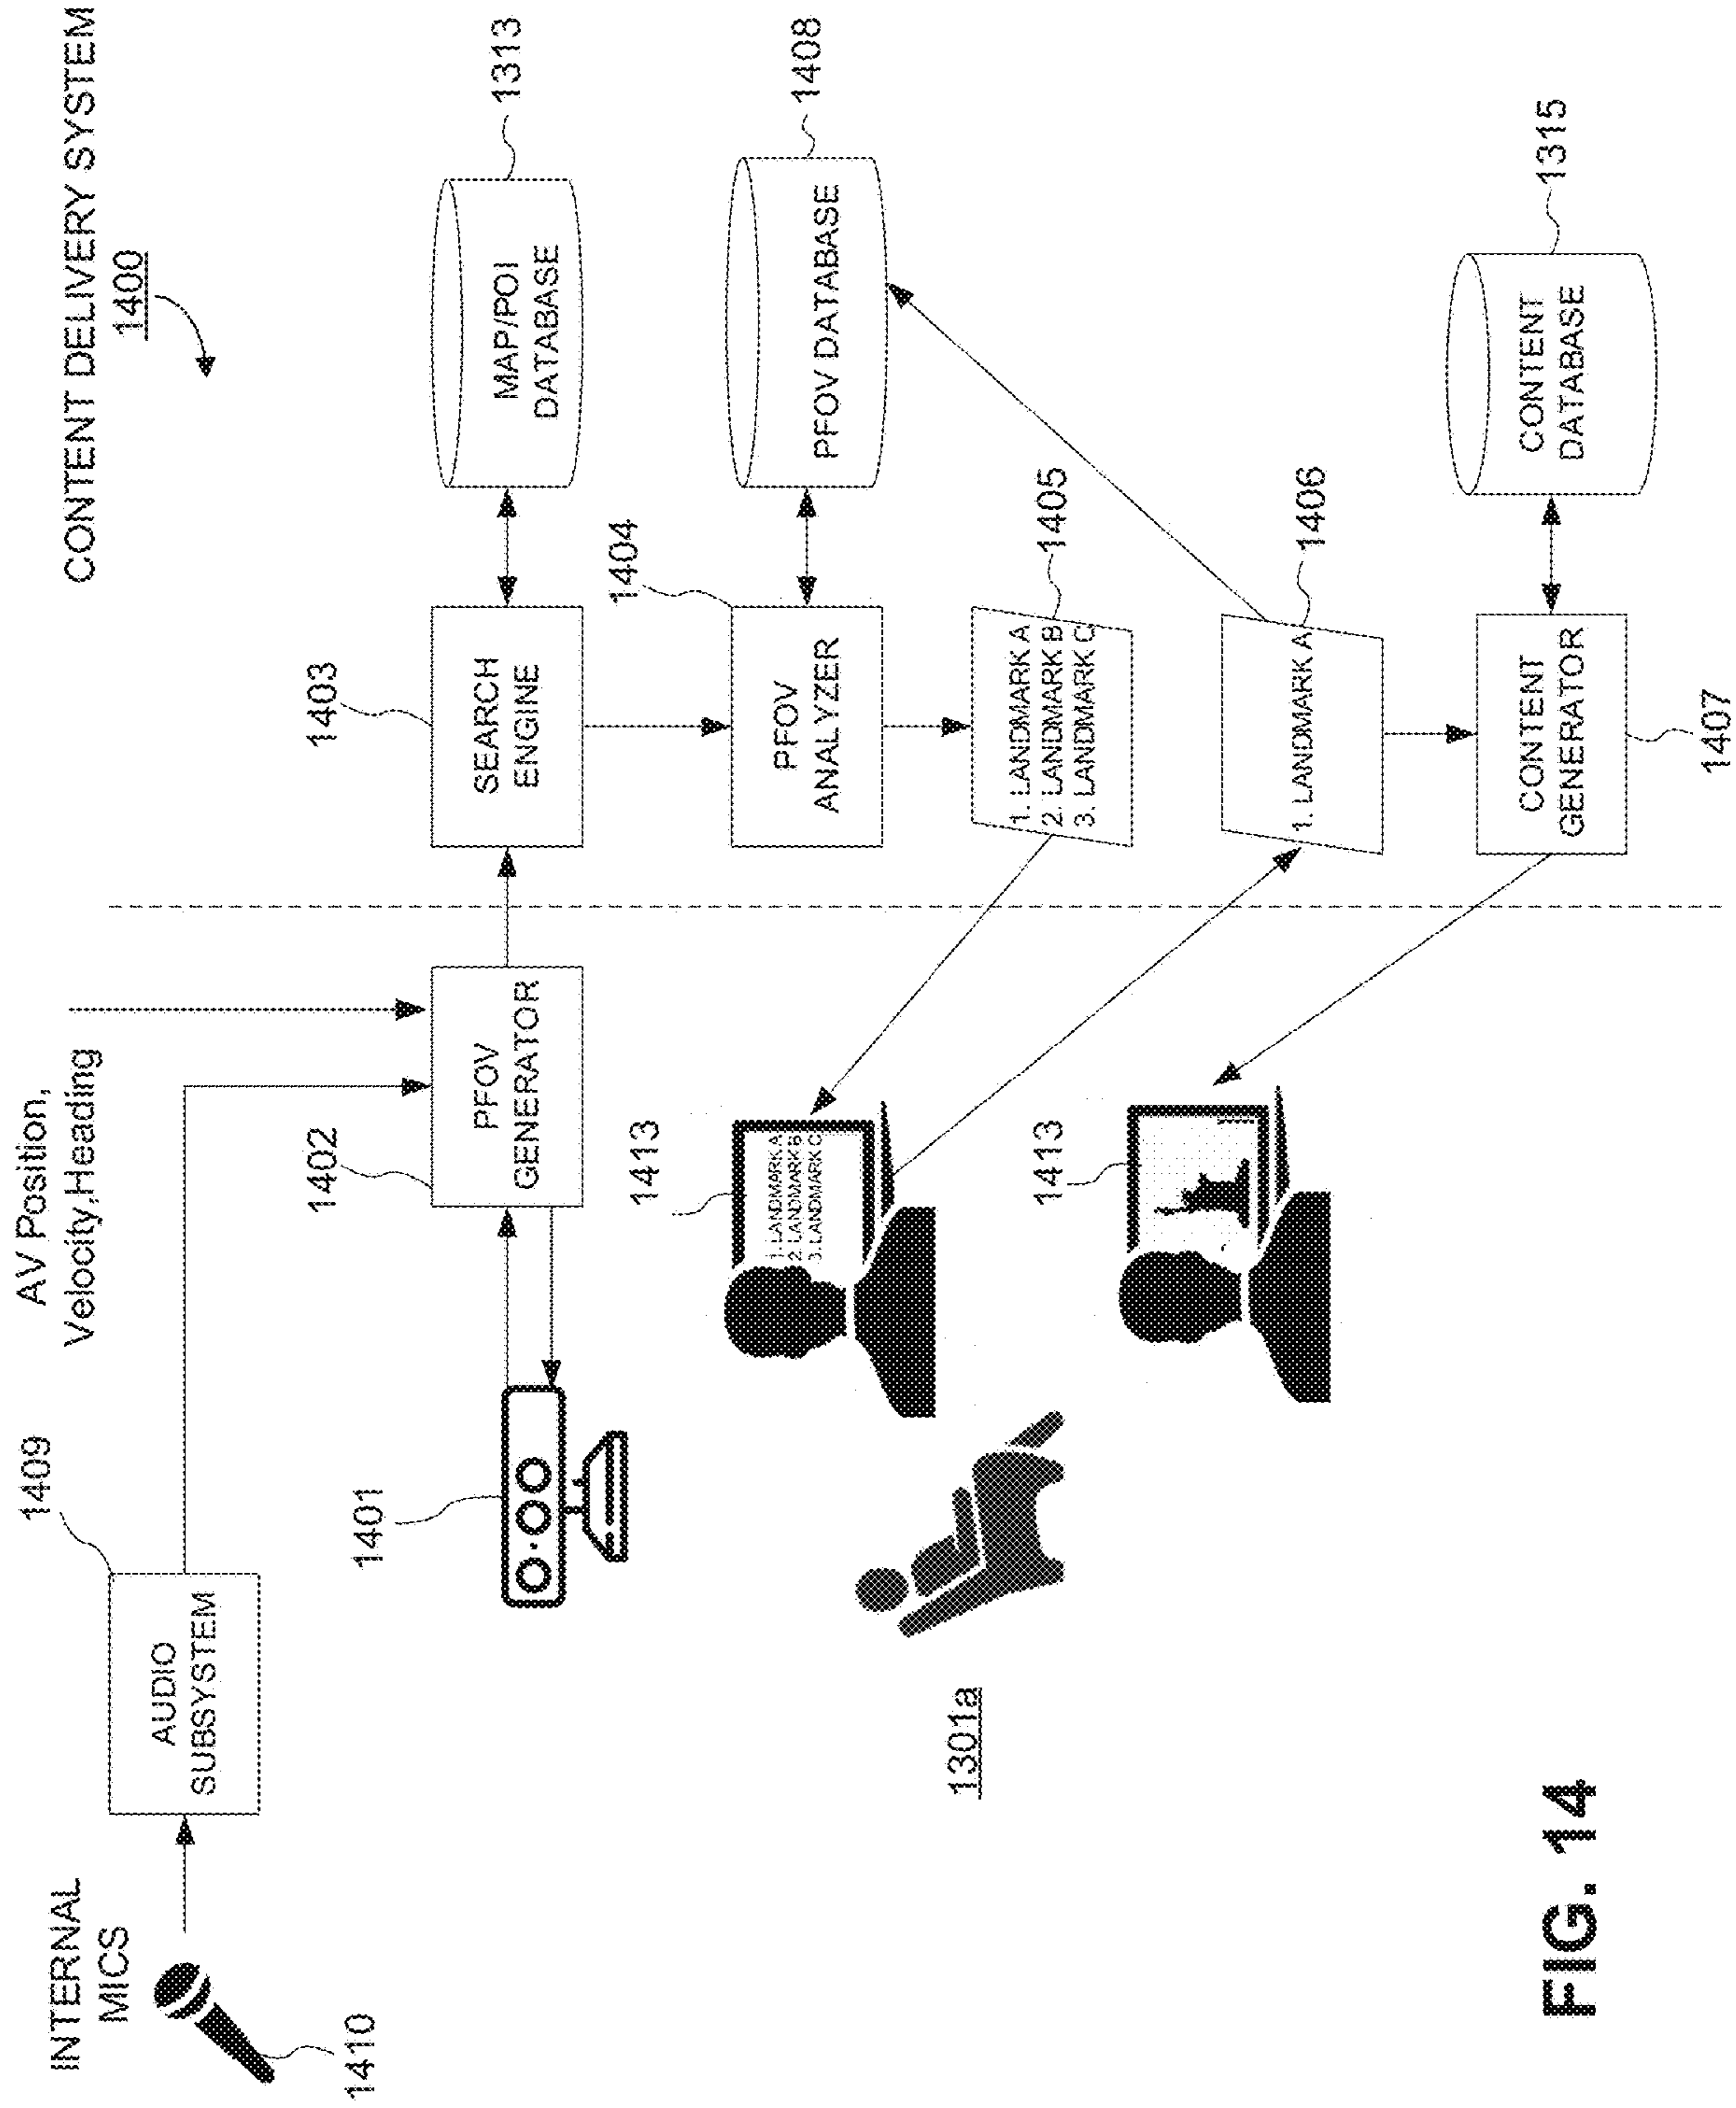 CONTENT DELIVERY SYSTEM
1400
INTERNAL
MICS
1410
AUDIO
SUBSYSTEM
1409
AV Position,
Velocity,Heading
1401
1402
PFOV
GENERATOR
1403
SEARCH
ENGINE
MAP/POI
DATABASE
1313
1404
PFOV
ANALYZER
PFOV DATABASE
1408
1413
1. LANDMARK A
2. LANDMARK B
3. LANDMARK C
1. LANDMARK A
2. LANDMARK B
3. LANDMARK C
1405
1301a
1413
1. LANDMARK A
1406
CONTENT
GENERATOR
1407
CONTENT
DATABASE
1315
FIG. 14